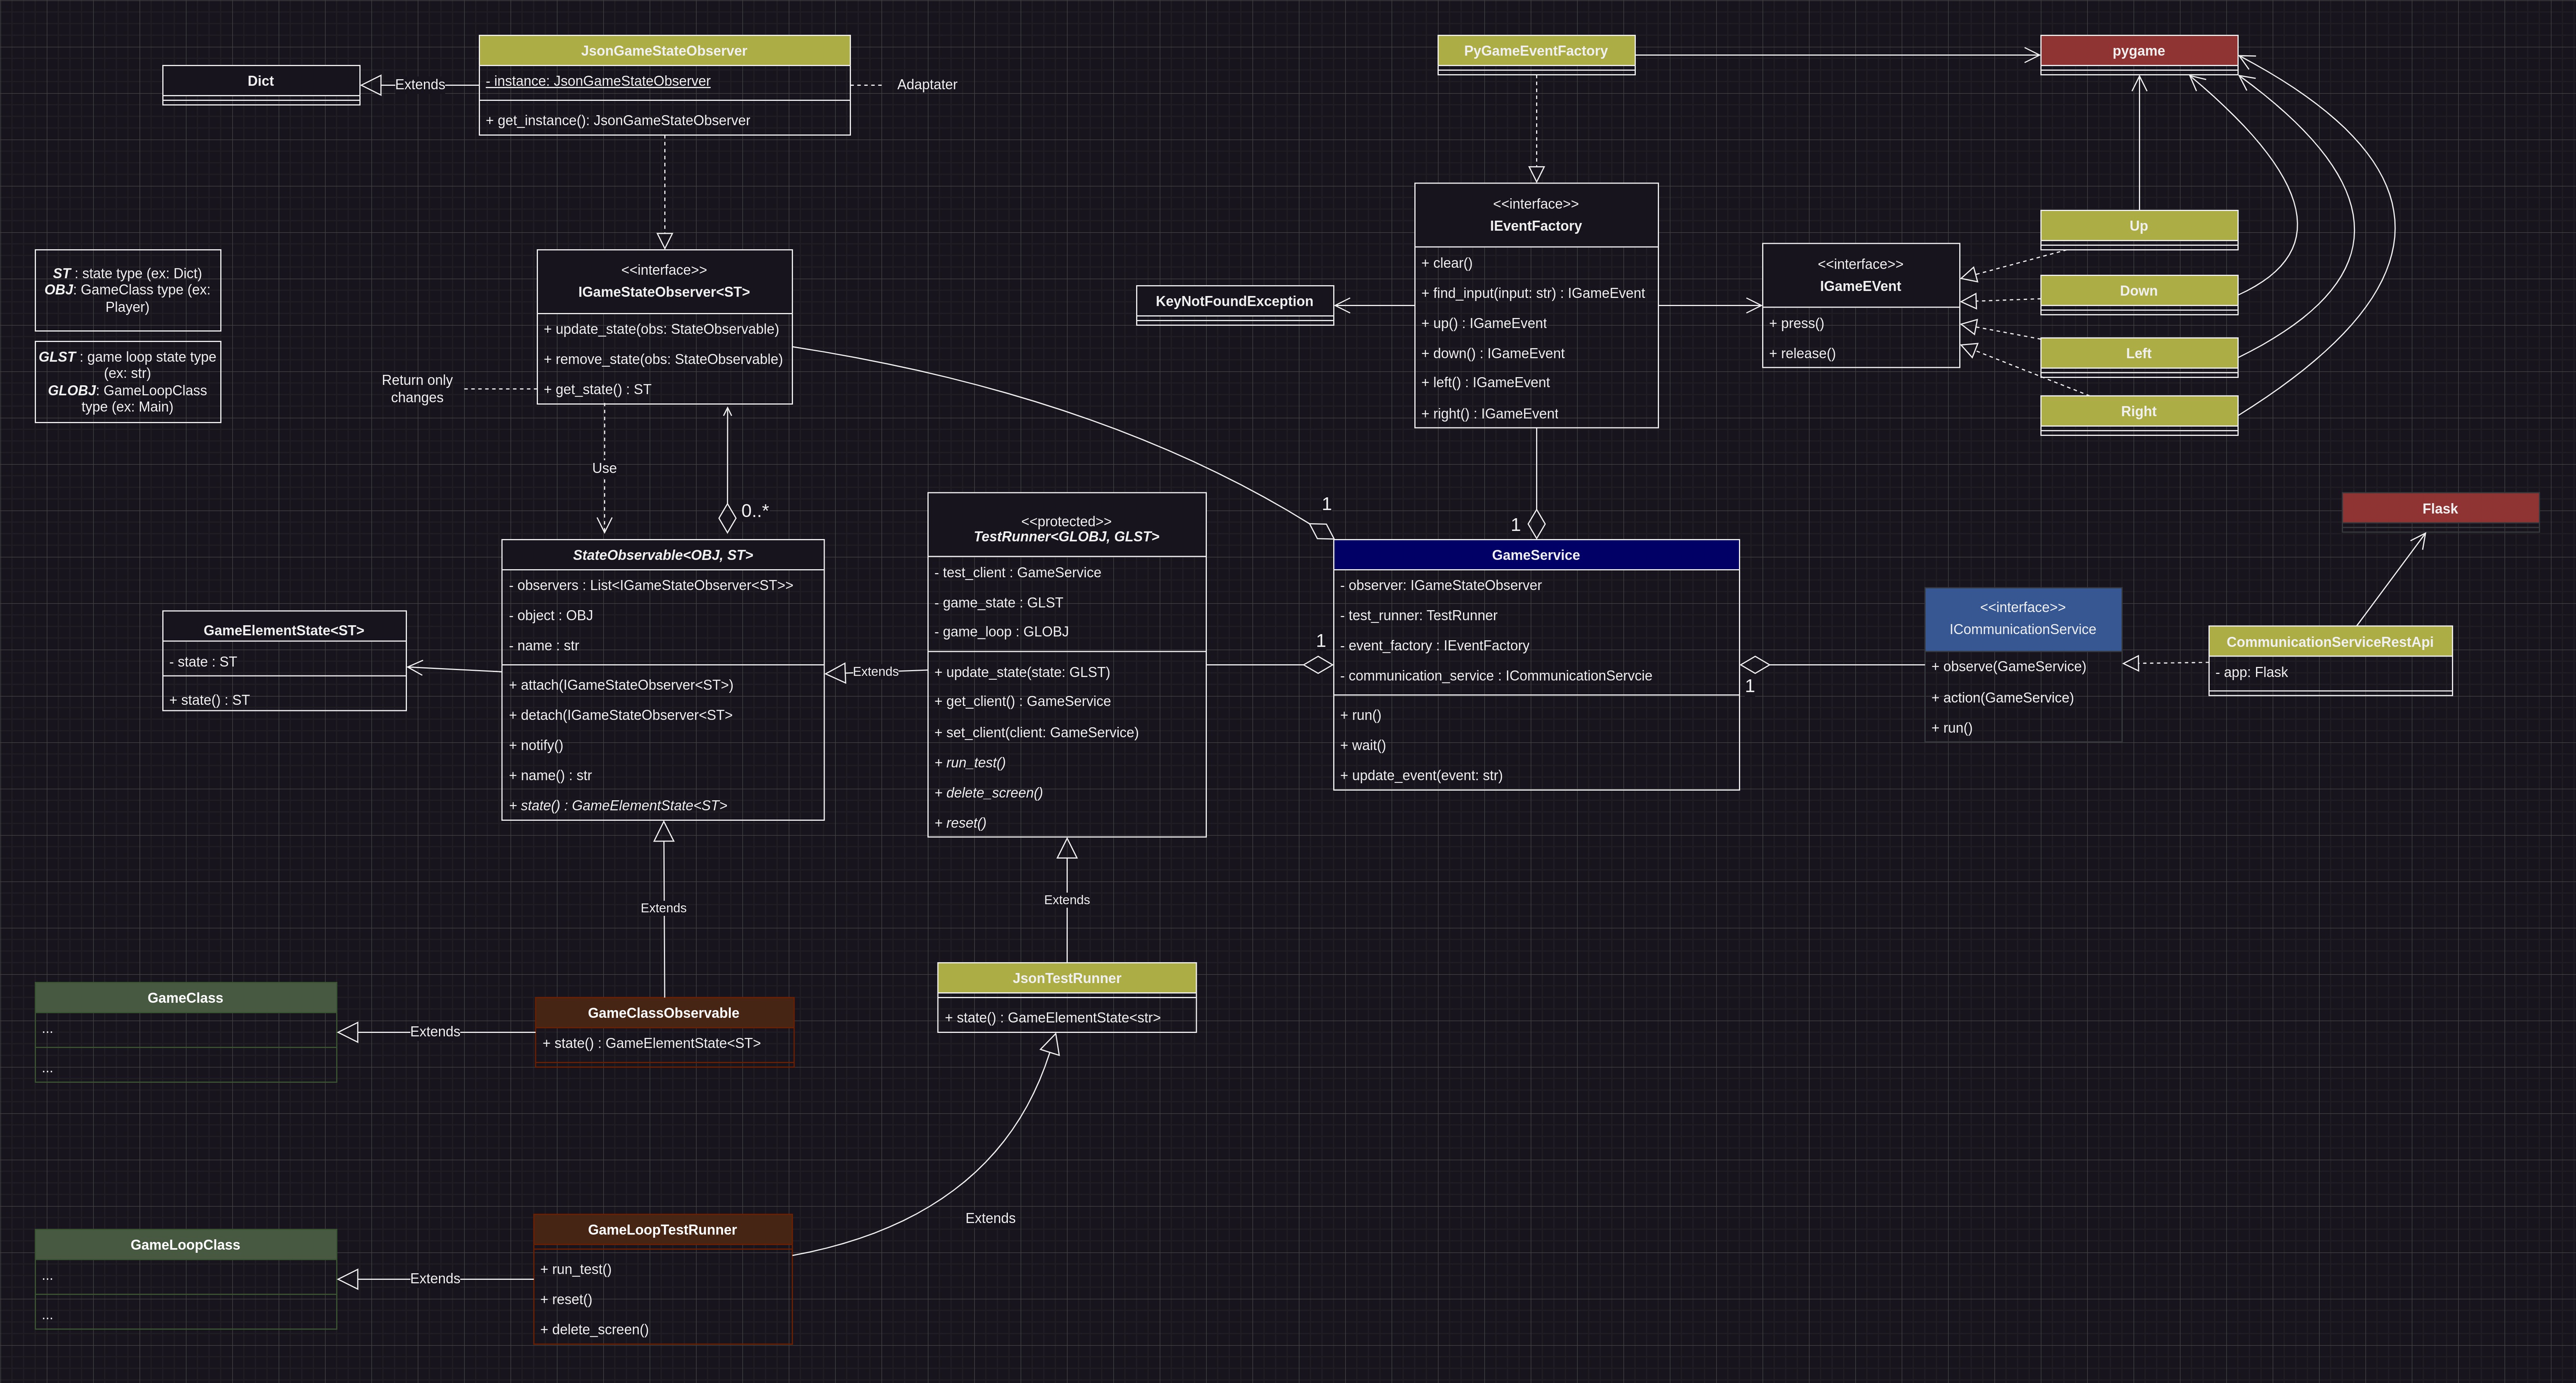 JsonGameStateObserver
- instance: JsonGameStateObserver
+ get_instance(): JsonGameStateObserver
Dict
Extends
Adaptater
PyGameEventFactory
pygame
<<interface>>
IEventFactory
+ clear()
+ find_input(input: str) : IGameEvent
+ up() : IGameEvent
+ down() : IGameEvent
+ left() : IGameEvent
+ right() : IGameEvent
KeyNotFoundException
<<interface>>
IGameEVent
+ press()
+ release()
Up
Down
Left
Right
ST : state type (ex: Dict)
OBJ: GameClass type (ex:
Player)
GLST : game loop state type
(ex: str)
GLOBJ: GameLoopClass
type (ex: Main)
<<interface>>
IGameStateObserver<ST>
+ update_state(obs: StateObservable)
+ remove_state(obs: StateObservable)
+ get_state() : ST
Return only
changes
Use
0..*
1
1
StateObservable<OBJ, ST>
- observers : List<IGameStateObserver<ST>>
- object : OBJ
- name : str
+ attach(IGameStateObserver<ST>)
+ detach(IGameStateObserver<ST>
+ notify()
+ name() : str
+ state() : GameElementState<ST>
GameElementState<ST>
- state : ST
+ state() : ST
Extends
<<protected>>
TestRunner<GLOBJ, GLST>
- test_client : GameService
- game_state : GLST
- game_loop : GLOBJ
+ update_state(state: GLST)
+ get_client() : GameService
+ set_client(client: GameService)
+ run_test()
+ delete_screen()
+ reset()
1
GameService
- observer: IGameStateObserver
- test_runner: TestRunner
- event_factory : IEventFactory
- communication_service : ICommunicationServcie
+ run()
+ wait()
+ update_event(event: str)
1
<<interface>>
ICommunicationService
+ observe(GameService)
+ action(GameService)
+ run()
Flask
CommunicationServiceRestApi
- app: Flask
Extends
Extends
JsonTestRunner
+ state() : GameElementState<str>
GameClass
...
...
Extends
GameClassObservable
+ state() : GameElementState<ST>
Extends
GameLoopClass
...
...
Extends
GameLoopTestRunner
+ run_test()
+ reset()
+ delete_screen()